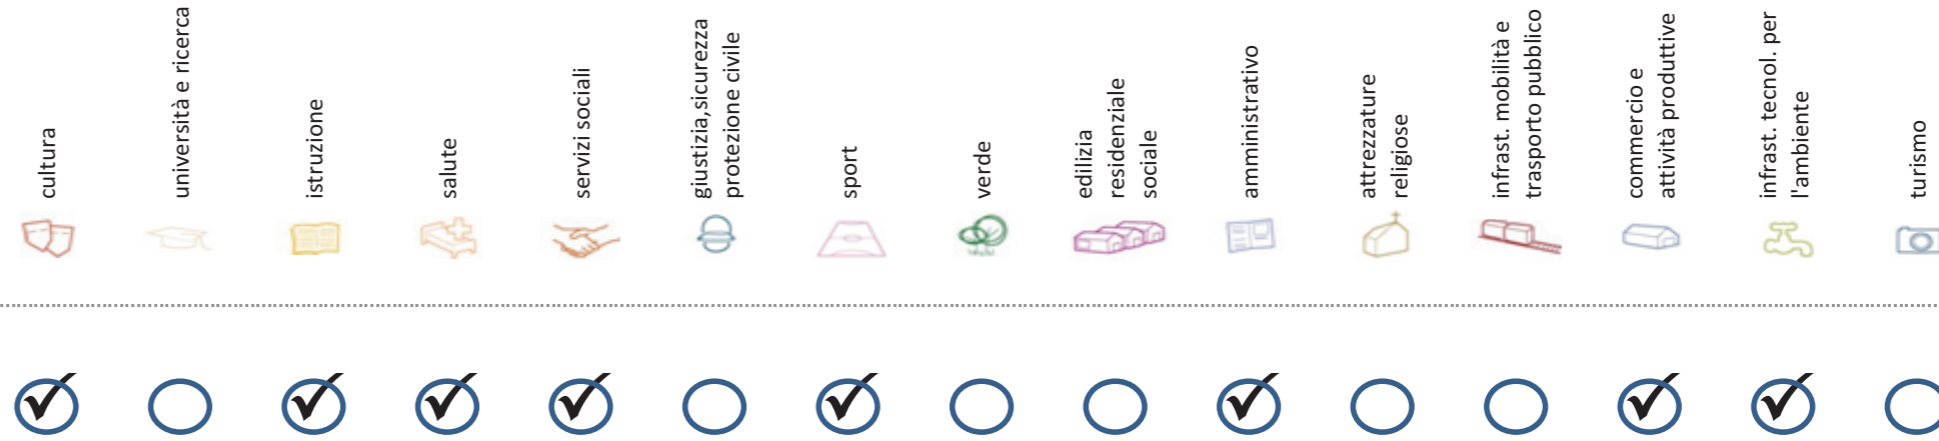 cultura
università e ricerca
istruzione
salute
servizi sociali
giustizia,sicurezza
protezione civile
sport
verde
edilizia
residenziale
sociale
amministrativo
attrezzature
religiose
infrast. mobilità e
trasporto pubblico
commercio e
attività produttive
infrast. tecnol. per
l'ambiente
turismo